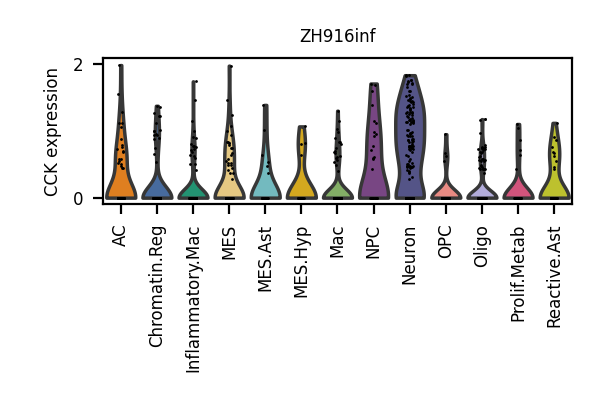 ZH916inf
CCK expression
2
0
AC
Chromatin.Reg
Inflammatory.Mac
MES
MES.Ast
MES.Hyp
Mac
NPC
Neuron
OPC
Oligo
Prolif.Metab
Reactive.Ast